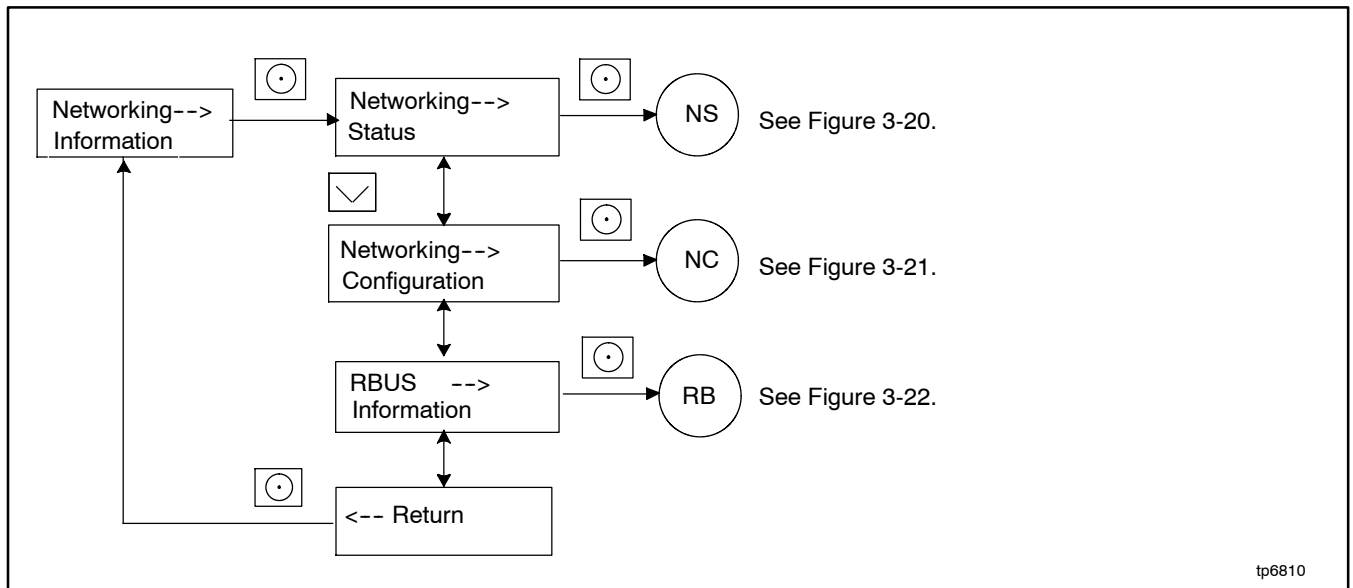 Networking-->
Information
Networking-->
Status
NS
See Figure 3-20.
Networking-->
Configuration
NC
See Figure 3-21.
RBUS -->
Information
RB
See Figure 3-22.
<-- Return
tp6810